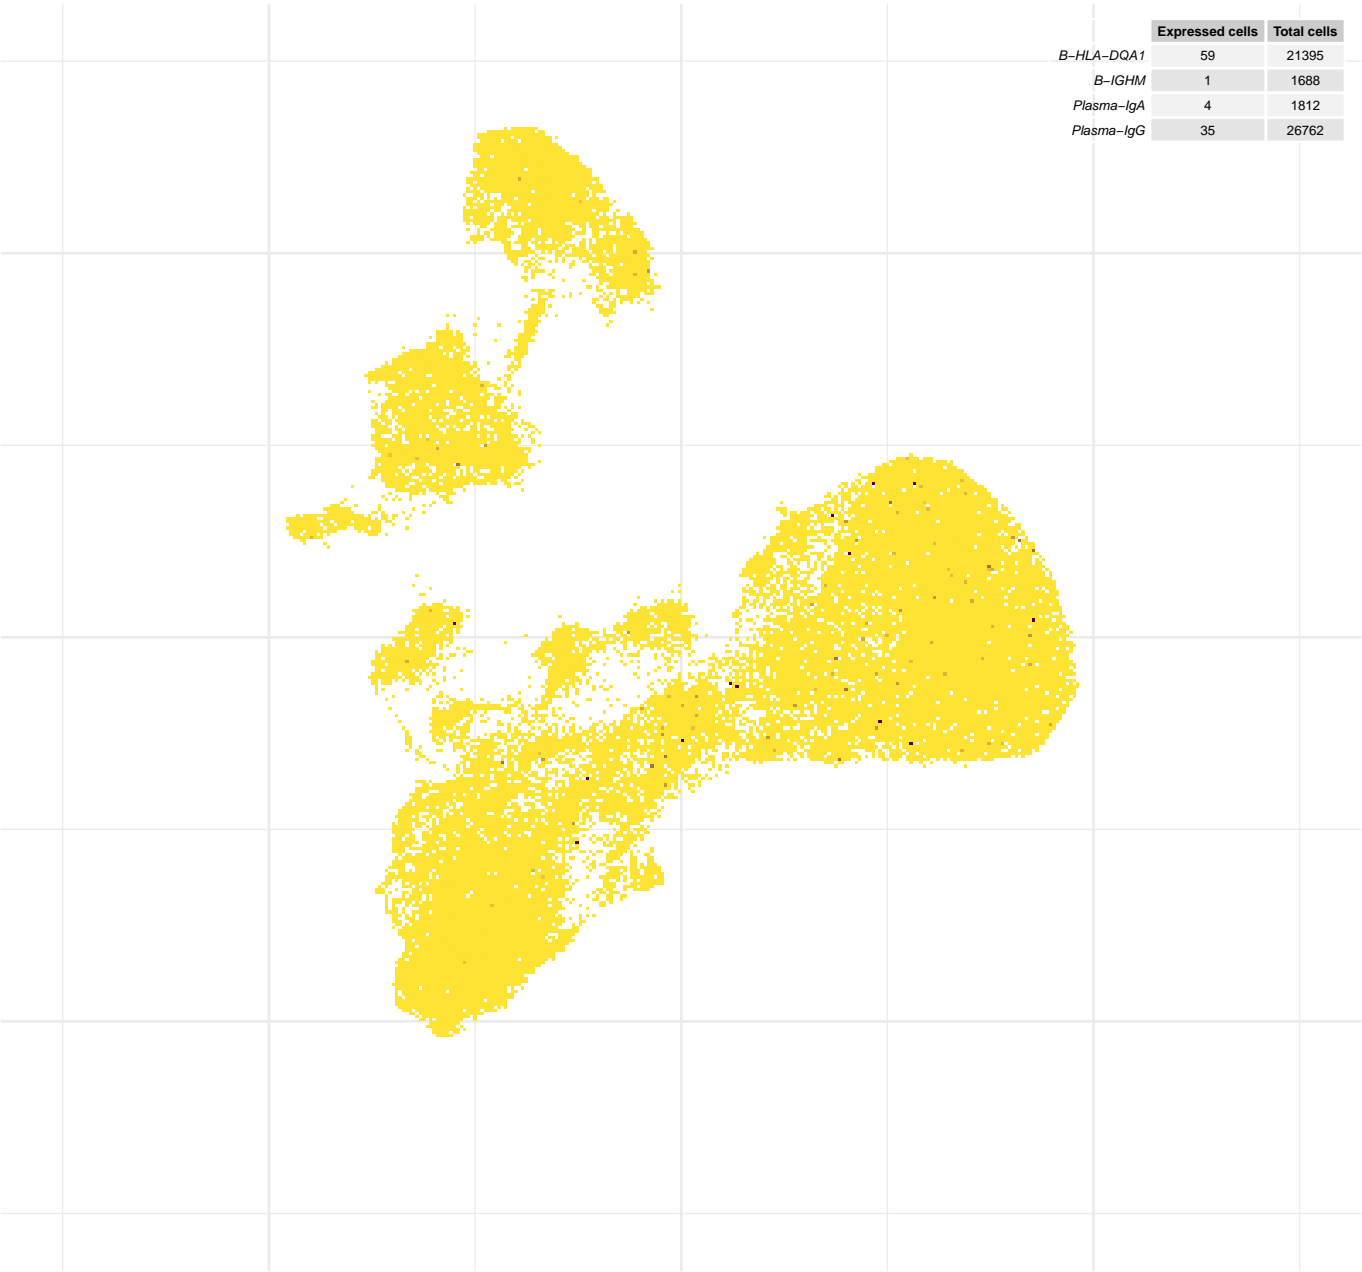 Expressed cells Total cells
B−HLA−DQA1 59 21395
B−IGHM 1 1688
Plasma−IgA 4 1812
Plasma−IgG 35 26762